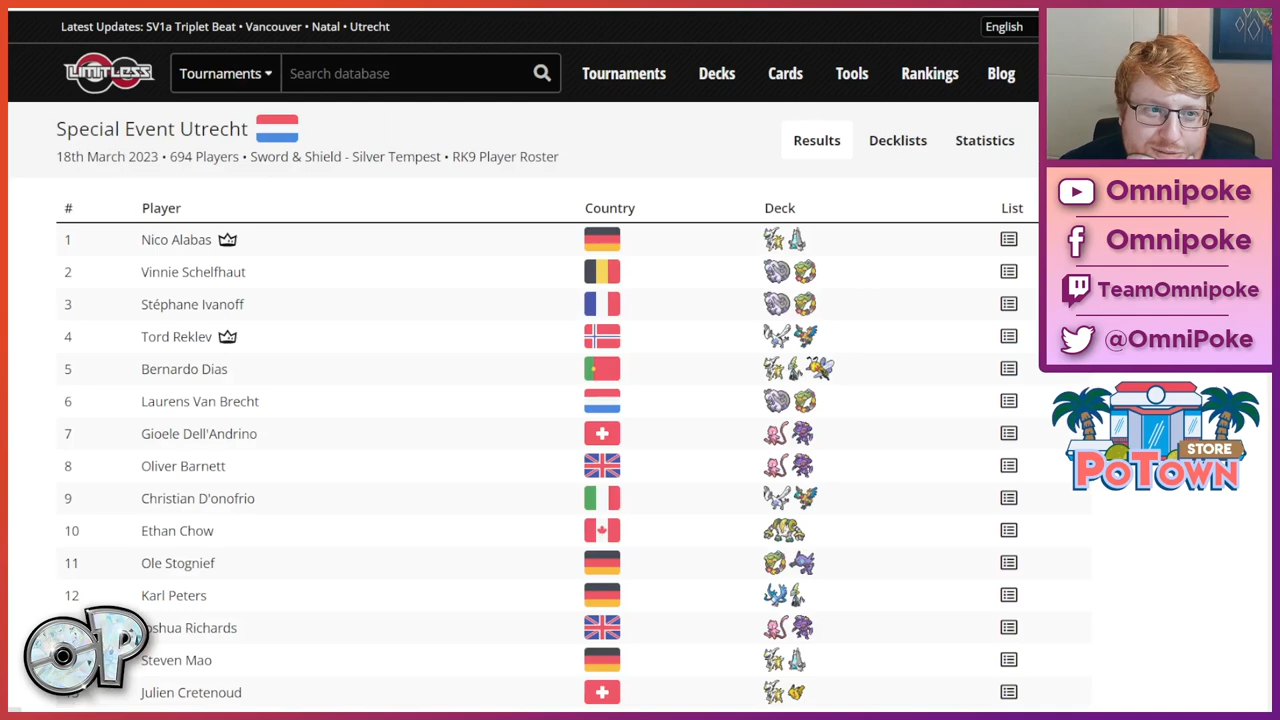 Latest Updates: SV1a Triplet Beat • Vancouver • Natal • Utrecht
English
LIMITLESS
Tournaments
Search database
Tournaments
Decks
Cards
Tools
Rankings
Blog
Special Event Utrecht
18th March 2023 • 694 Players • Sword & Shield - Silver Tempest • RK9 Player Roster
Results
Decklists
Statistics
# Player Country Deck List
1 Nico Alabas
2 Vinnie Schelfhaut
3 Stéphane Ivanoff
4 Tord Reklev
5 Bernardo Dias
6 Laurens Van Brecht
7 Gioele Dell'Andrino
8 Oliver Barnett
9 Christian D'onofrio
10 Ethan Chow
11 Ole Stognief
12 Karl Peters
oshua Richards
Steven Mao
Julien Cretenoud
OP
Omnipoke
Omnipoke
TeamOmnipoke
@OmniPoke
STORE
POTOWN